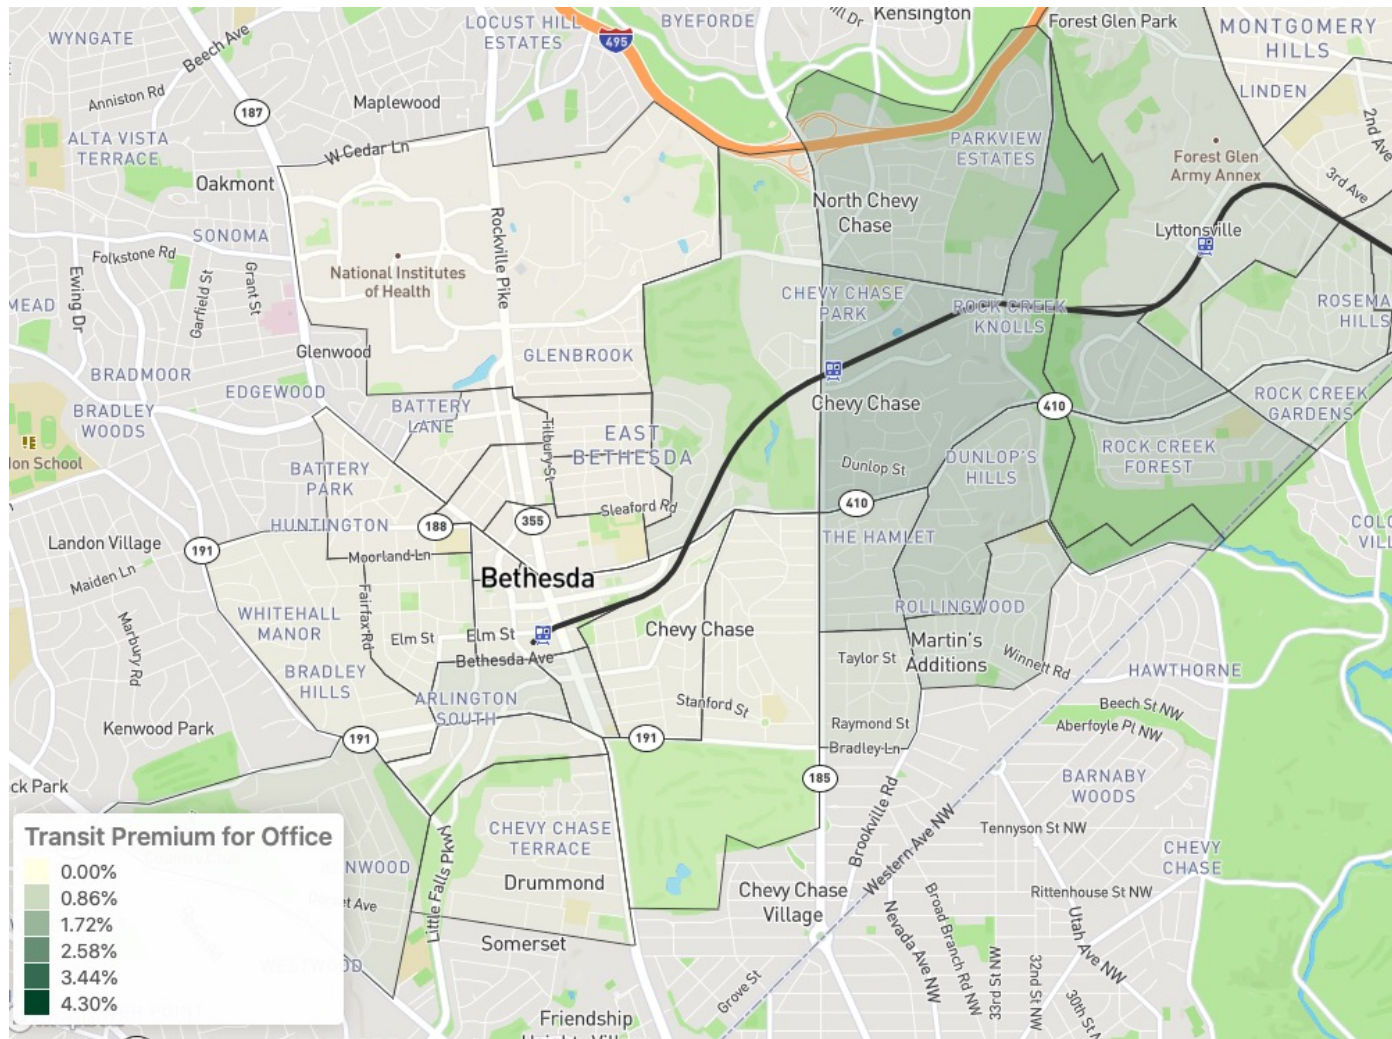 WYNGATE
Beech Ave
LOCUST HILL
ESTATES
495
BYEFORDE
Kensington
Forest Glen Park
MONTGOMERY
HILLS
Anniston Rd
187
Maplewood
LINDEN
2nd Ave
ALTA VISTA
TERRACE
W Cedar Ln
PARKVIEW
ESTATES
Forest Glen
Army Annex
3rd Ave
Oakmont
North Chevy
Chase
Rockville Pike
SONOMA
Folkstone Rd
Lyttonsville
Ewing Dr
Garfield St
Grant St
National Institutes
of Health
MEAD
CHEVY CHASE
PARK
ROCK CREEK
KNOLLS
ROSEMA
HILLS
Glenwood
GLENBROOK
BRADMOOR
EDGEWOOD
BRADLEY
WOODS
BATTERY
LANE
Chevy Chase
410
ROCK CREEK
GARDENS
Tilbury St
EAST
BETHESDA
don School
BATTERY
PARK
Dunlop St
DUNLOP'S
HILLS
ROCK CREEK
FOREST
Sleaford Rd
410
HUNTINGTON
188
355
THE HAMLET
COLO
VILL
Landon Village
191
Moorland Ln
Maiden Ln
Bethesda
Fairfax Rd
WHITEHALL
MANOR
Marbury Rd
ROLLINGWOOD
Elm St
Elm St
Chevy Chase
Martin's
Additions
Bethesda Ave
Taylor St
Winnett Rd
HAWTHORNE
BRADLEY
HILLS
ARLINGTON
SOUTH
Stanford St
Beech St NW
Aberfoyle Pl NW
Kenwood Park
191
191
Raymond St
Bradley Ln
185
ck Park
BARNABY
WOODS
Brookville Rd
Western Ave NW
Transit Premium for Office
0.00%
0.86%
1.72%
2.58%
3.44%
4.30%
CHEVY CHASE
TERRACE
Tennyson St NW
CHEVY
CHASE
NWOOD
Little Falls Pkwy
Drummond
Chevy Chase
Village
Rittenhouse St NW
Somerset
Nevada Ave NW
Broad Branch Rd NW
Utah Ave NW
33rd St NW
32nd St NW
30th St N
WESTWOOD
Grove St
Friendship